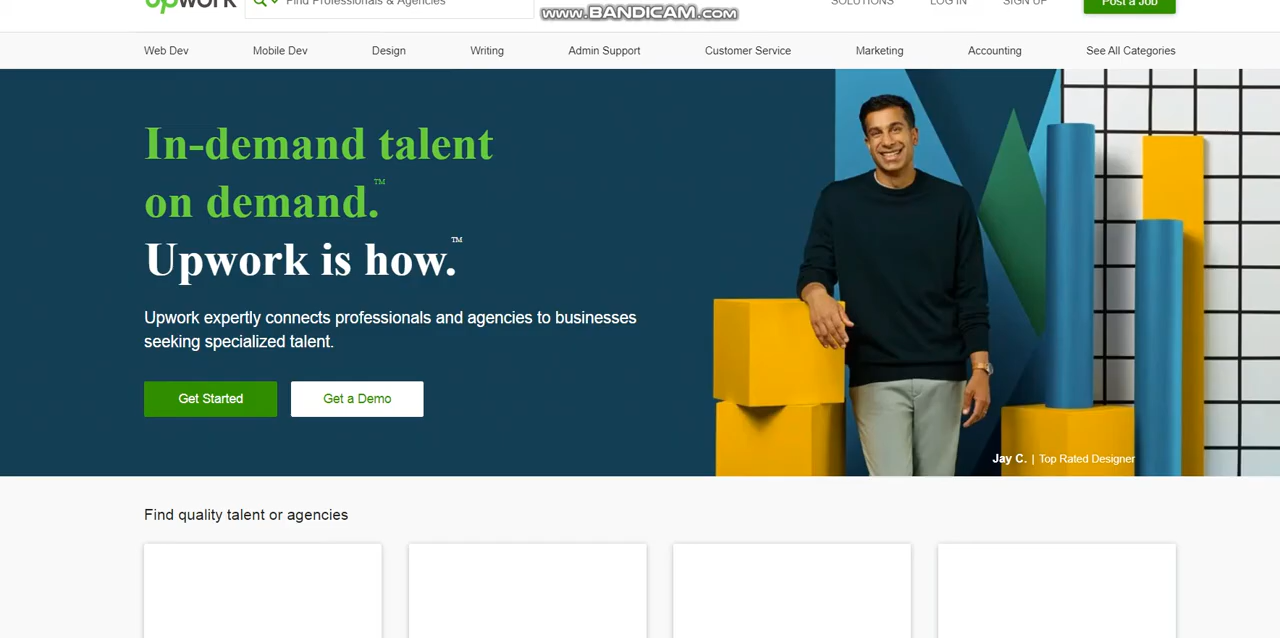 upwork
Find Professionals & Agencies
www.BANDICAM.com
SOLUTIONS
LOG IN
SIGN UP
Post a Job
Web Dev
Mobile Dev
Design
Writing
Admin Support
Customer Service
Marketing
Accounting
See All Categories
In-demand talent
on demand.™
Upwork is how.™
Upwork expertly connects professionals and agencies to businesses
seeking specialized talent.
Get Started
Get a Demo
Jay C. | Top Rated Designer
Find quality talent or agencies